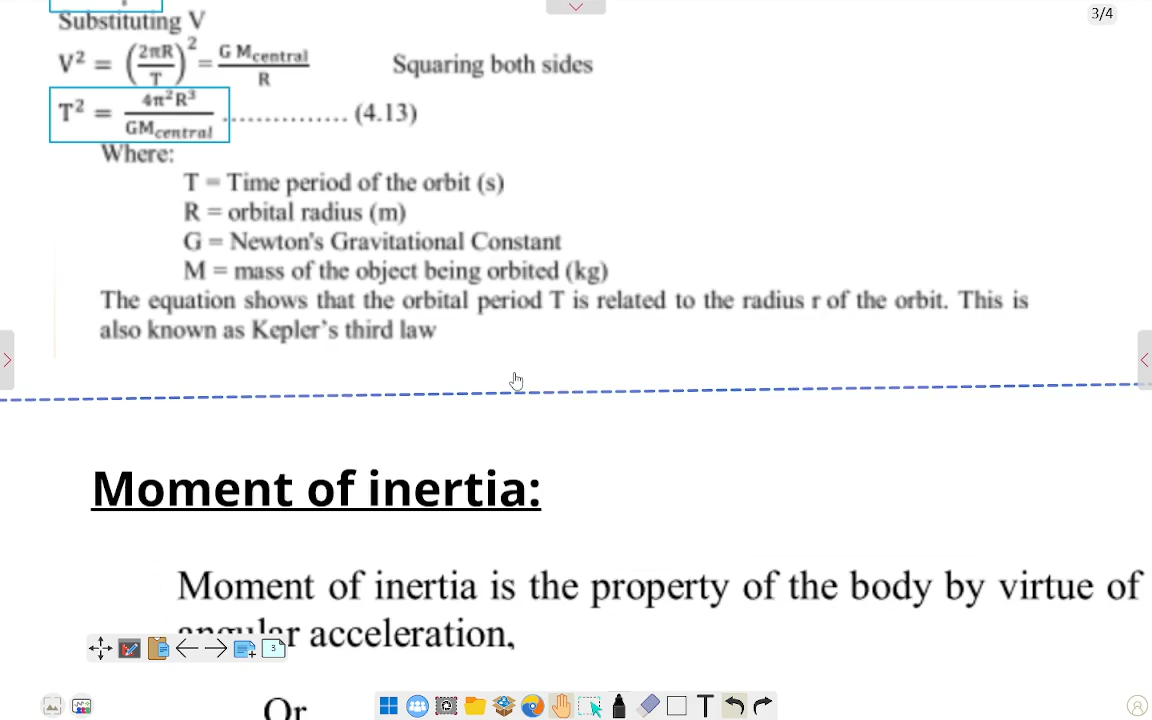 3/4
Substituting V
V² = (2πR/T)² = G M_central/R Squaring both sides
T² = 4π²R³/GM_central ............... (4.13)
Where:
T = Time period of the orbit (s)
R = orbital radius (m)
G = Newton's Gravitational Constant
M = mass of the object being orbited (kg)
The equation shows that the orbital period T is related to the radius r of the orbit. This is
also known as Kepler's third law
Moment of inertia:
Moment of inertia is the property of the body by virtue of
angular acceleration,
3
Or
T